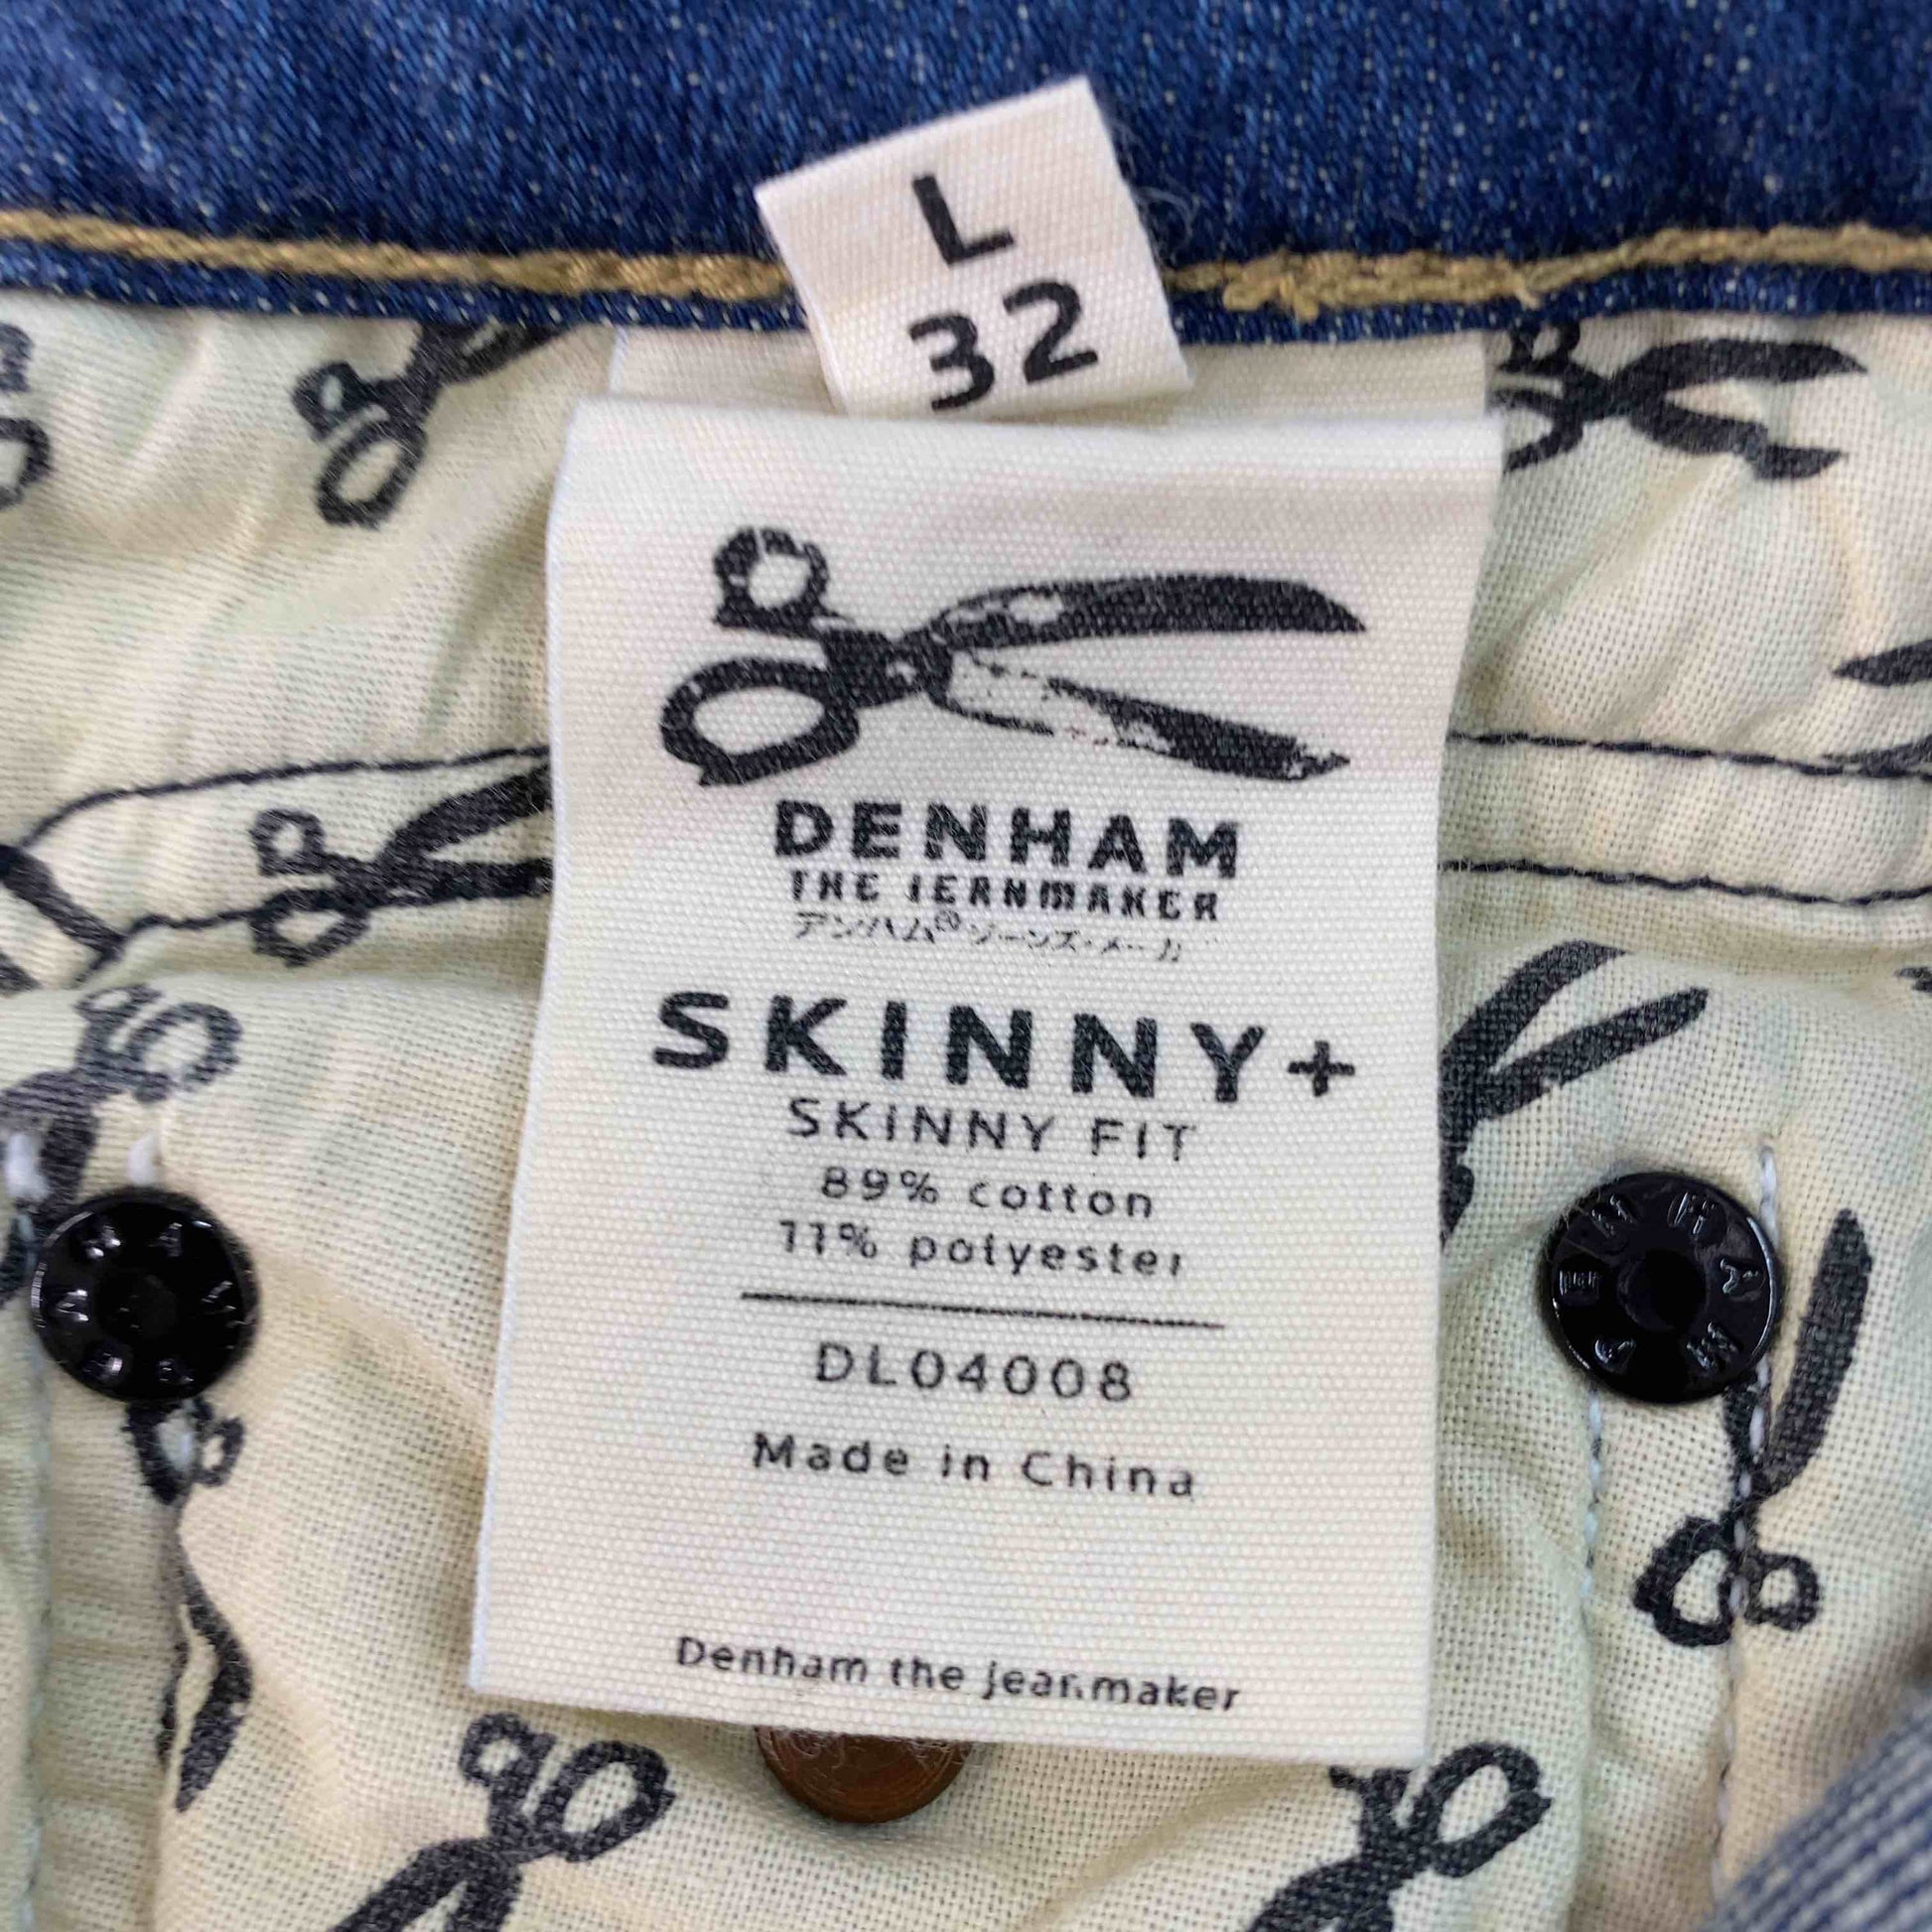 L
32
DENHAM
THE JEANMAKER
デンハム® ジーンズ・メーカー
SKINNY+
SKINNY FIT
89% cotton
11% polyester
DL04008
Made in China
Denham the jeanmaker